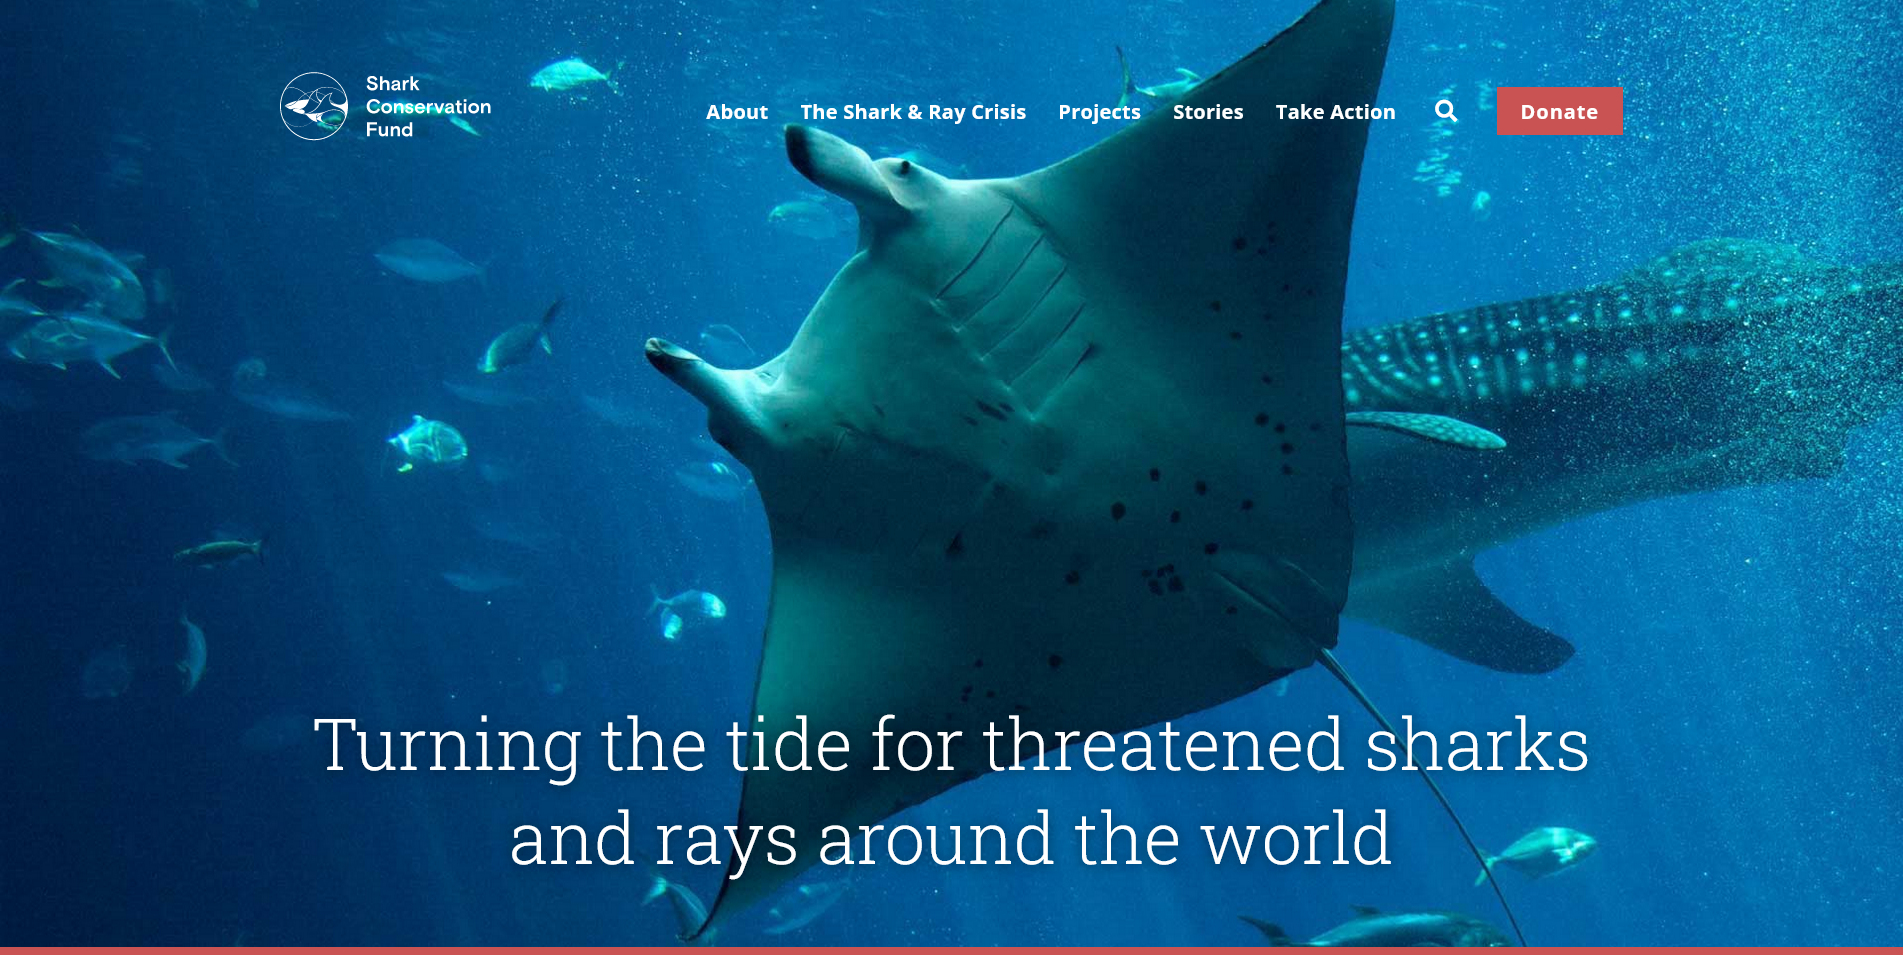 Shark
Conservation
Fund
About The Shark & Ray Crisis Projects Stories Take Action Donate
Turning the tide for threatened sharks
and rays around the world